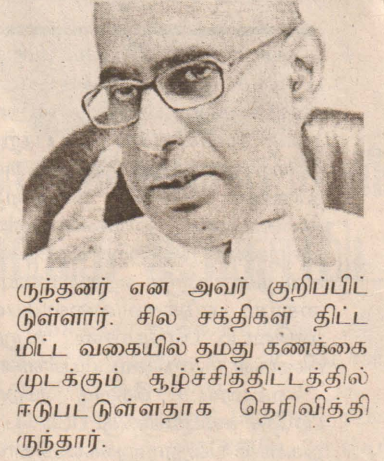 ருந்தனர் என அவர் குறிப்பிட்
டுள்ளார். சில சக்திகள் திட்ட
மிட்ட வகையில் தமது கணக்கை
முடக்கும் சூழ்ச்சித்திட்டத்தில்
ஈடுபட்டுள்ளதாக தெரிவித்தி
ருந்தார்.